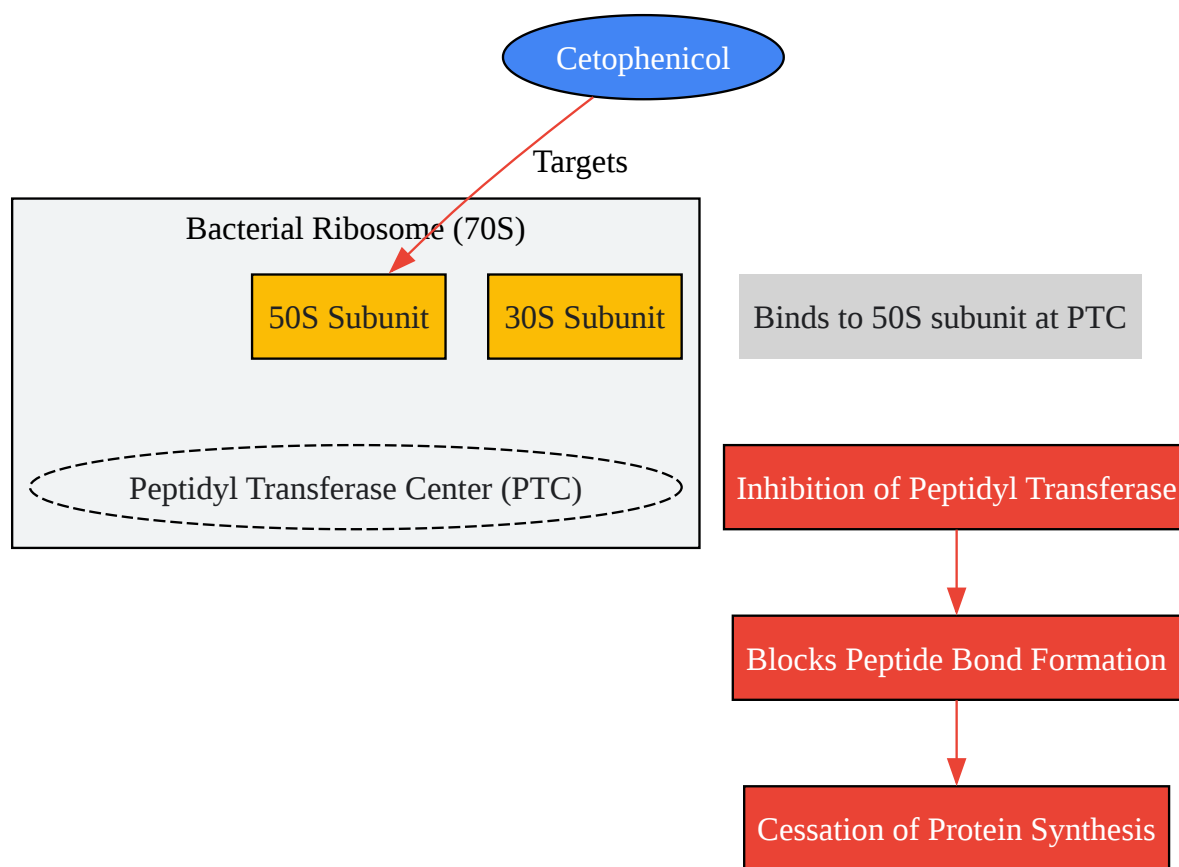 Cetophenicol
Targets
Bacterial Ribosome (70S)
50S Subunit
30S Subunit
Binds to 50S subunit at PTC
Peptidyl Transferase Center (PTC)
Inhibition of Peptidyl Transferase
Blocks Peptide Bond Formation
Cessation of Protein Synthesis